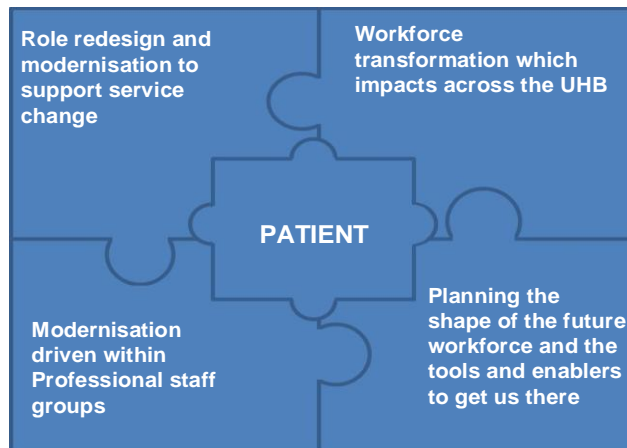 Role redesign and
modernisation to
support service
change
Workforce
transformation which
impacts across the UHB
PATIENT
Modernisation
driven within
Professional staff
groups
Planning the
shape of the future
workforce and the
tools and enablers
to get us there